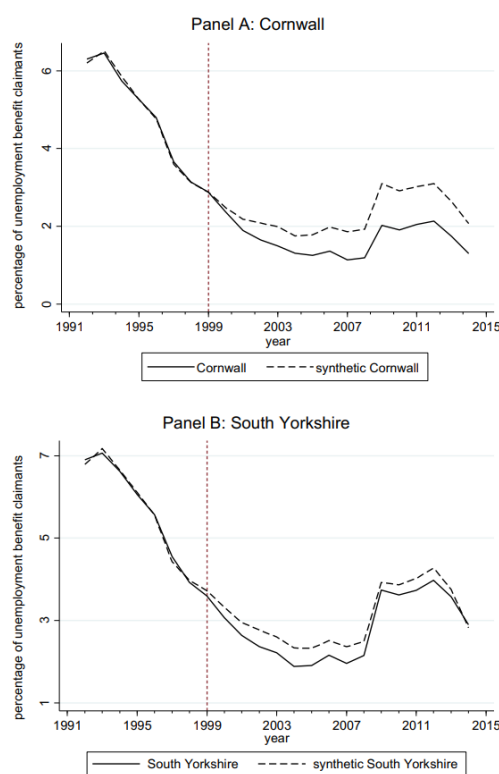 Panel A: Cornwall
percentage of unemployment benefit claimants
6
4
2
0
1991 1995 1999 2003 2007 2011 2015
year
Cornwall synthetic Cornwall
Panel B: South Yorkshire
percentage of unemployment benefit claimants
7
5
3
1
1991 1995 1999 2003 2007 2011 2015
year
South Yorkshire synthetic South Yorkshire